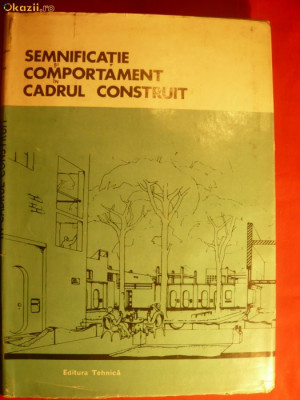 Okazii.ro
SEMNIFICAȚIE
ȘI
COMPORTAMENT
ÎN
CADRUL CONSTRUIT
Editura Tehnică